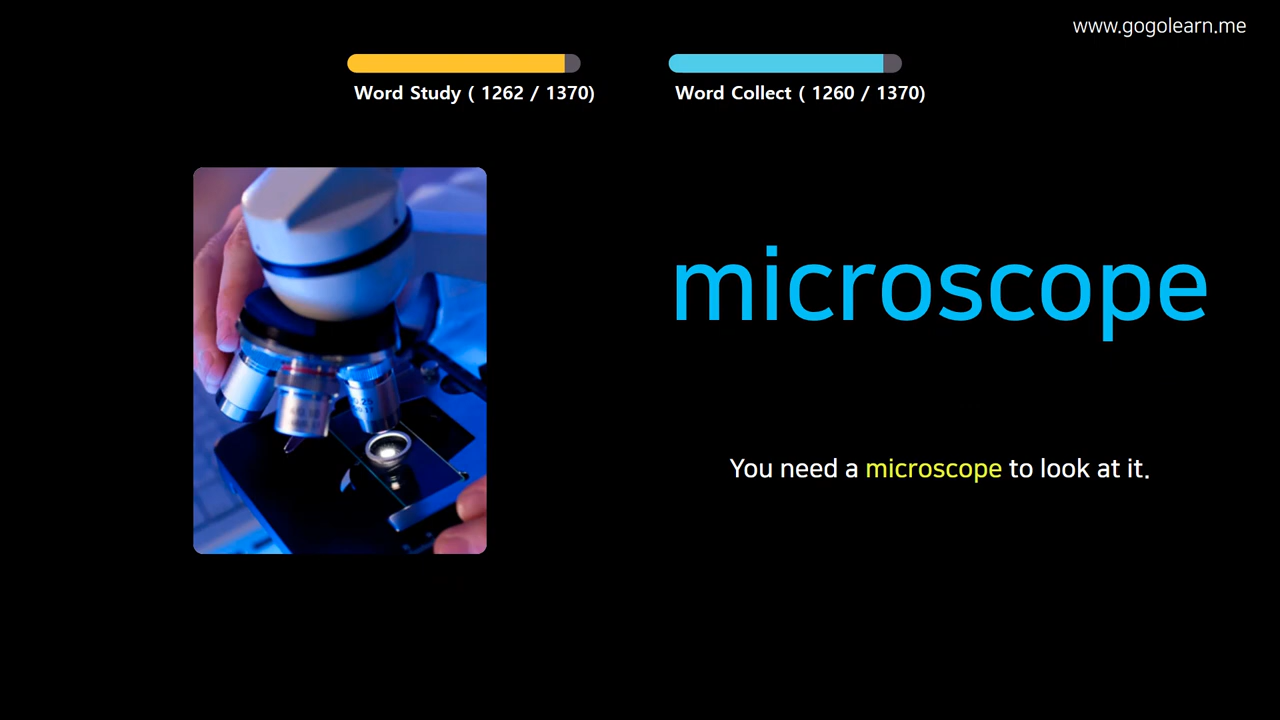 www.gogolearn.me
Word Study ( 1262 / 1370)
Word Collect ( 1260 / 1370)
microscope
You need a microscope to look at it.